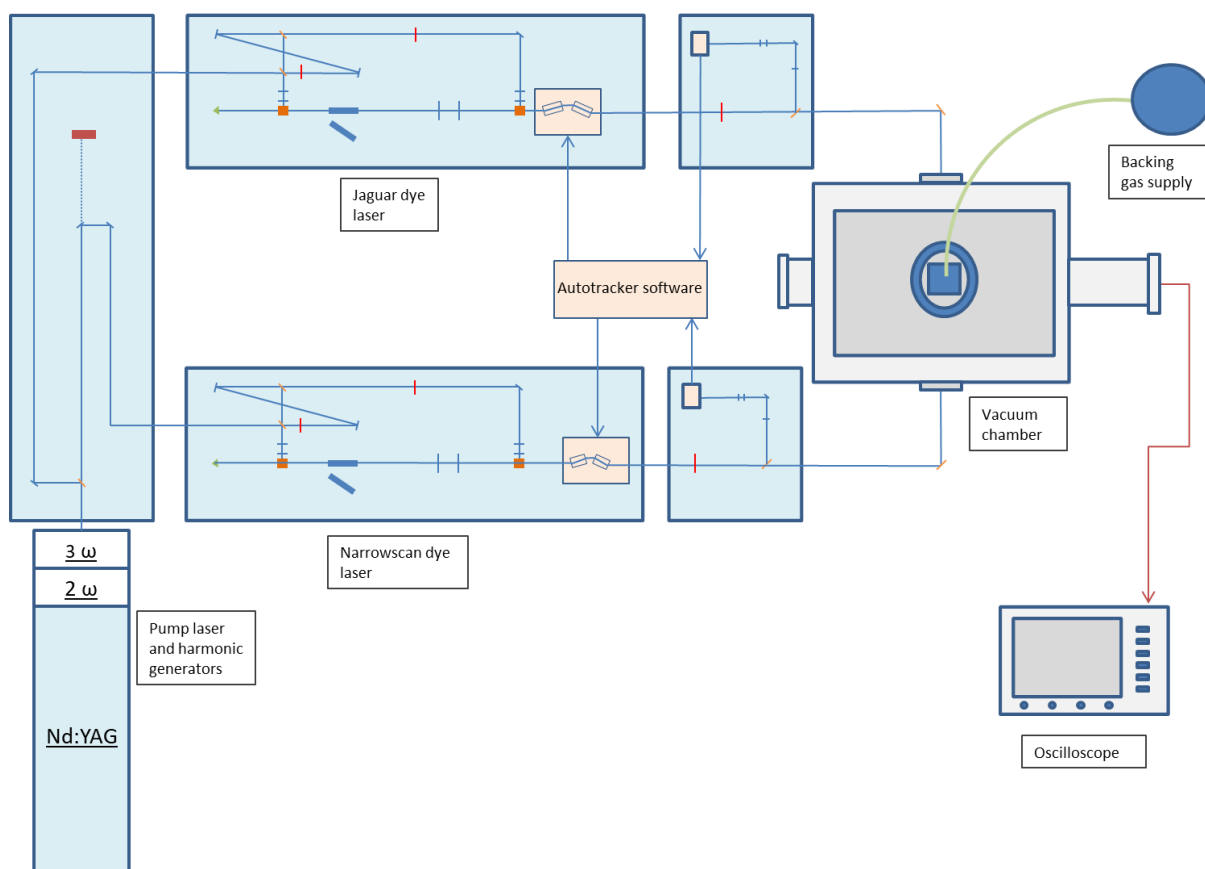 Jaguar dye
laser
Backing
gas supply
Autotracker software
Vacuum
chamber
Narrowscan dye
laser
3 ω
2 ω
Pump laser
and harmonic
generators
Nd:YAG
Oscilloscope